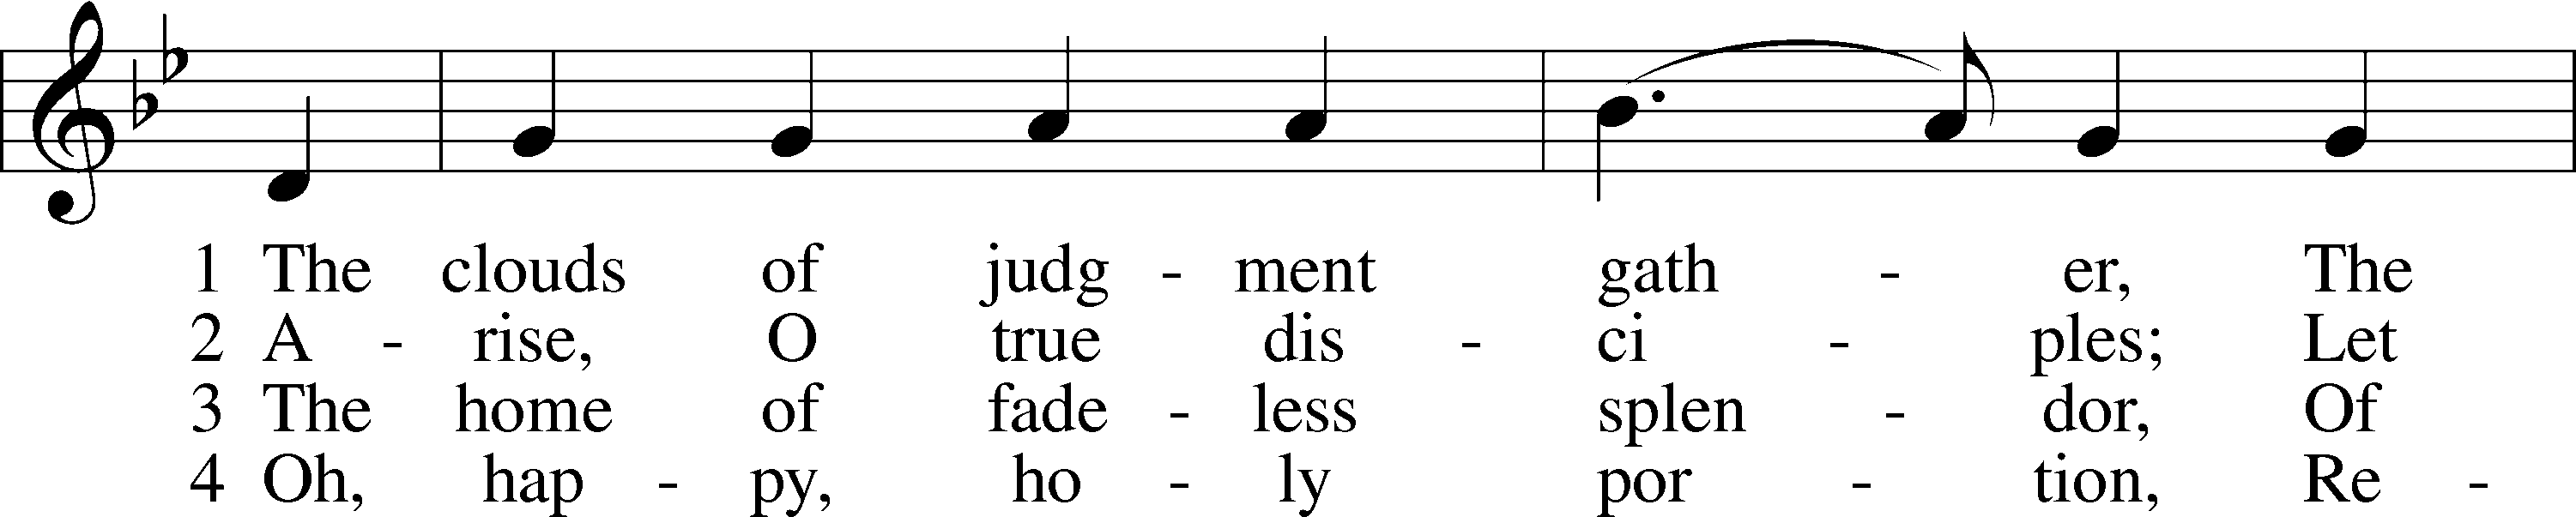 1 The clouds of judg - ment gath - er, The
2 A - rise, O true dis - ci - ples; Let
3 The home of fade - less splen - dor, Of
4 Oh, hap - py, ho - ly por - tion, Re -